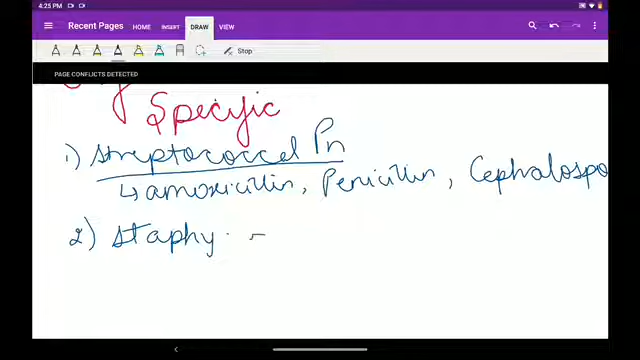 4:25 PM
Recent Pages HOME INSERT DRAW VIEW
Stop
PAGE CONFLICTS DETECTED
Specific
1) Streptococcal Pn
↳ amoxicillin, Penicillin, Cephalospo
2) Staphy.